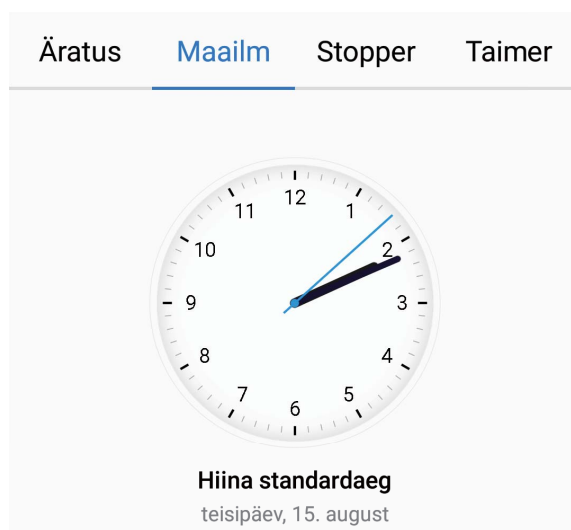 Äratus Maailm Stopper Taimer
12
11 1
10 2
9 3
8 4
7 5
6
Hiina standardaeg
teisipäev, 15. august